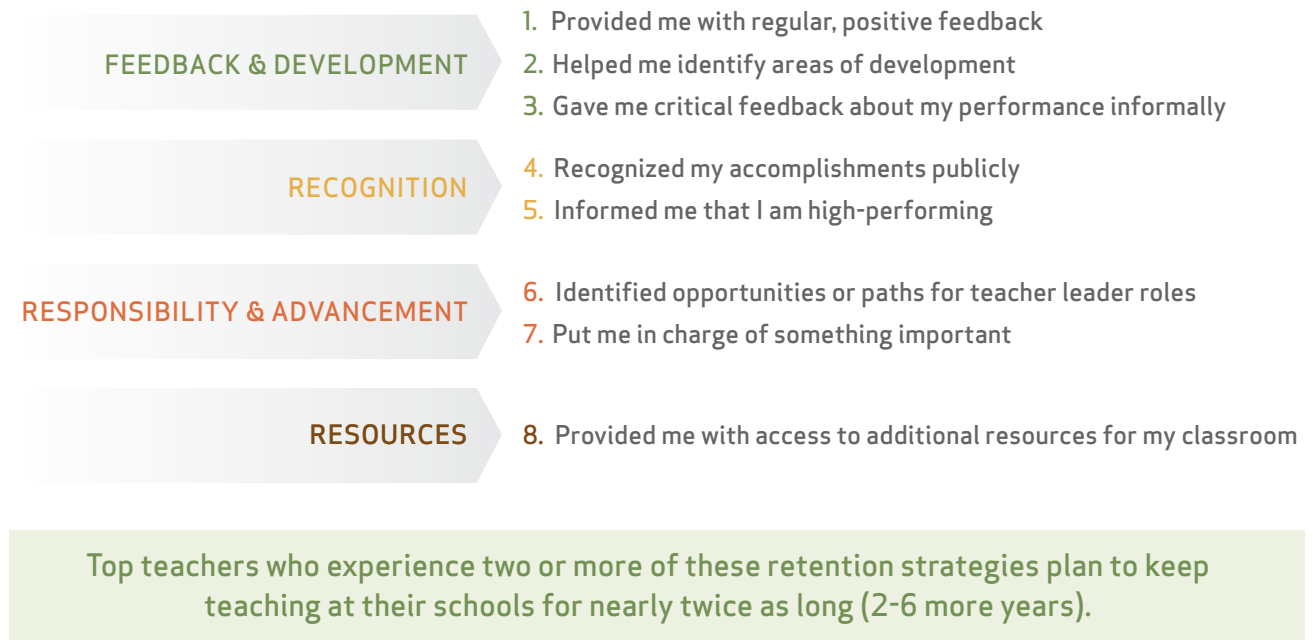 FEEDBACK & DEVELOPMENT
1. Provided me with regular, positive feedback
2. Helped me identify areas of development
3. Gave me critical feedback about my performance informally
RECOGNITION
4. Recognized my accomplishments publicly
5. Informed me that I am high-performing
RESPONSIBILITY & ADVANCEMENT
6. Identified opportunities or paths for teacher leader roles
7. Put me in charge of something important
RESOURCES
8. Provided me with access to additional resources for my classroom
Top teachers who experience two or more of these retention strategies plan to keep
teaching at their schools for nearly twice as long (2-6 more years).